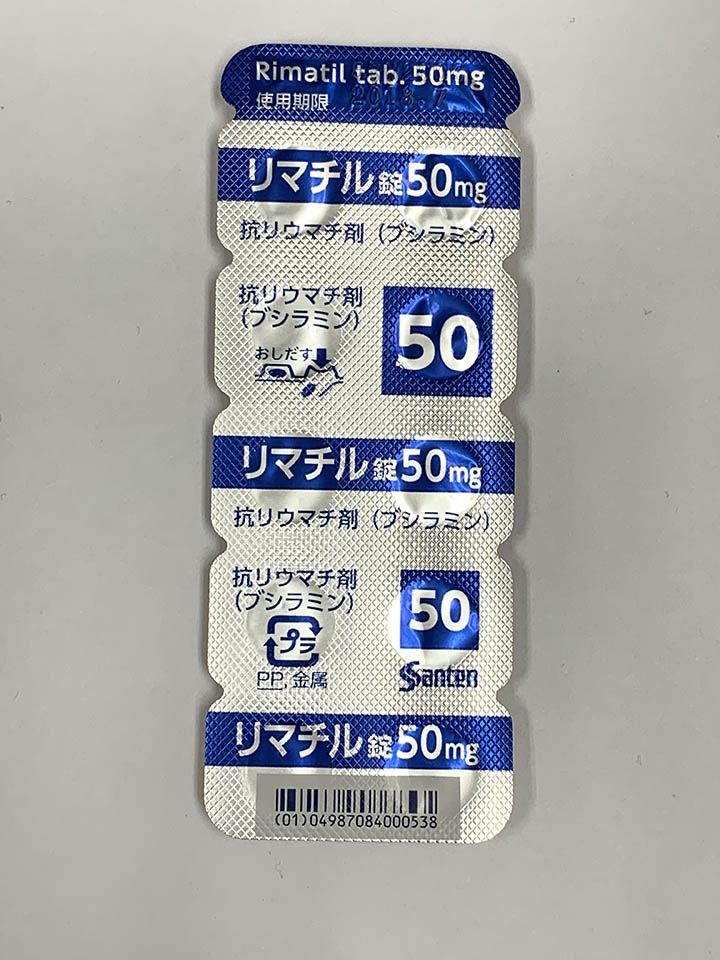 Rimatil tab. 50mg
使用期限 2018.7
リマチル錠50mg
抗リウマチ剤（ブシラミン）
抗リウマチ剤
（ブシラミン）
おしだす
50
リマチル錠50mg
抗リウマチ剤（ブシラミン）
抗リウマチ剤
（ブシラミン）
プラ
PP, 金属
50
Santen
リマチル錠50mg
(01)04987084000538